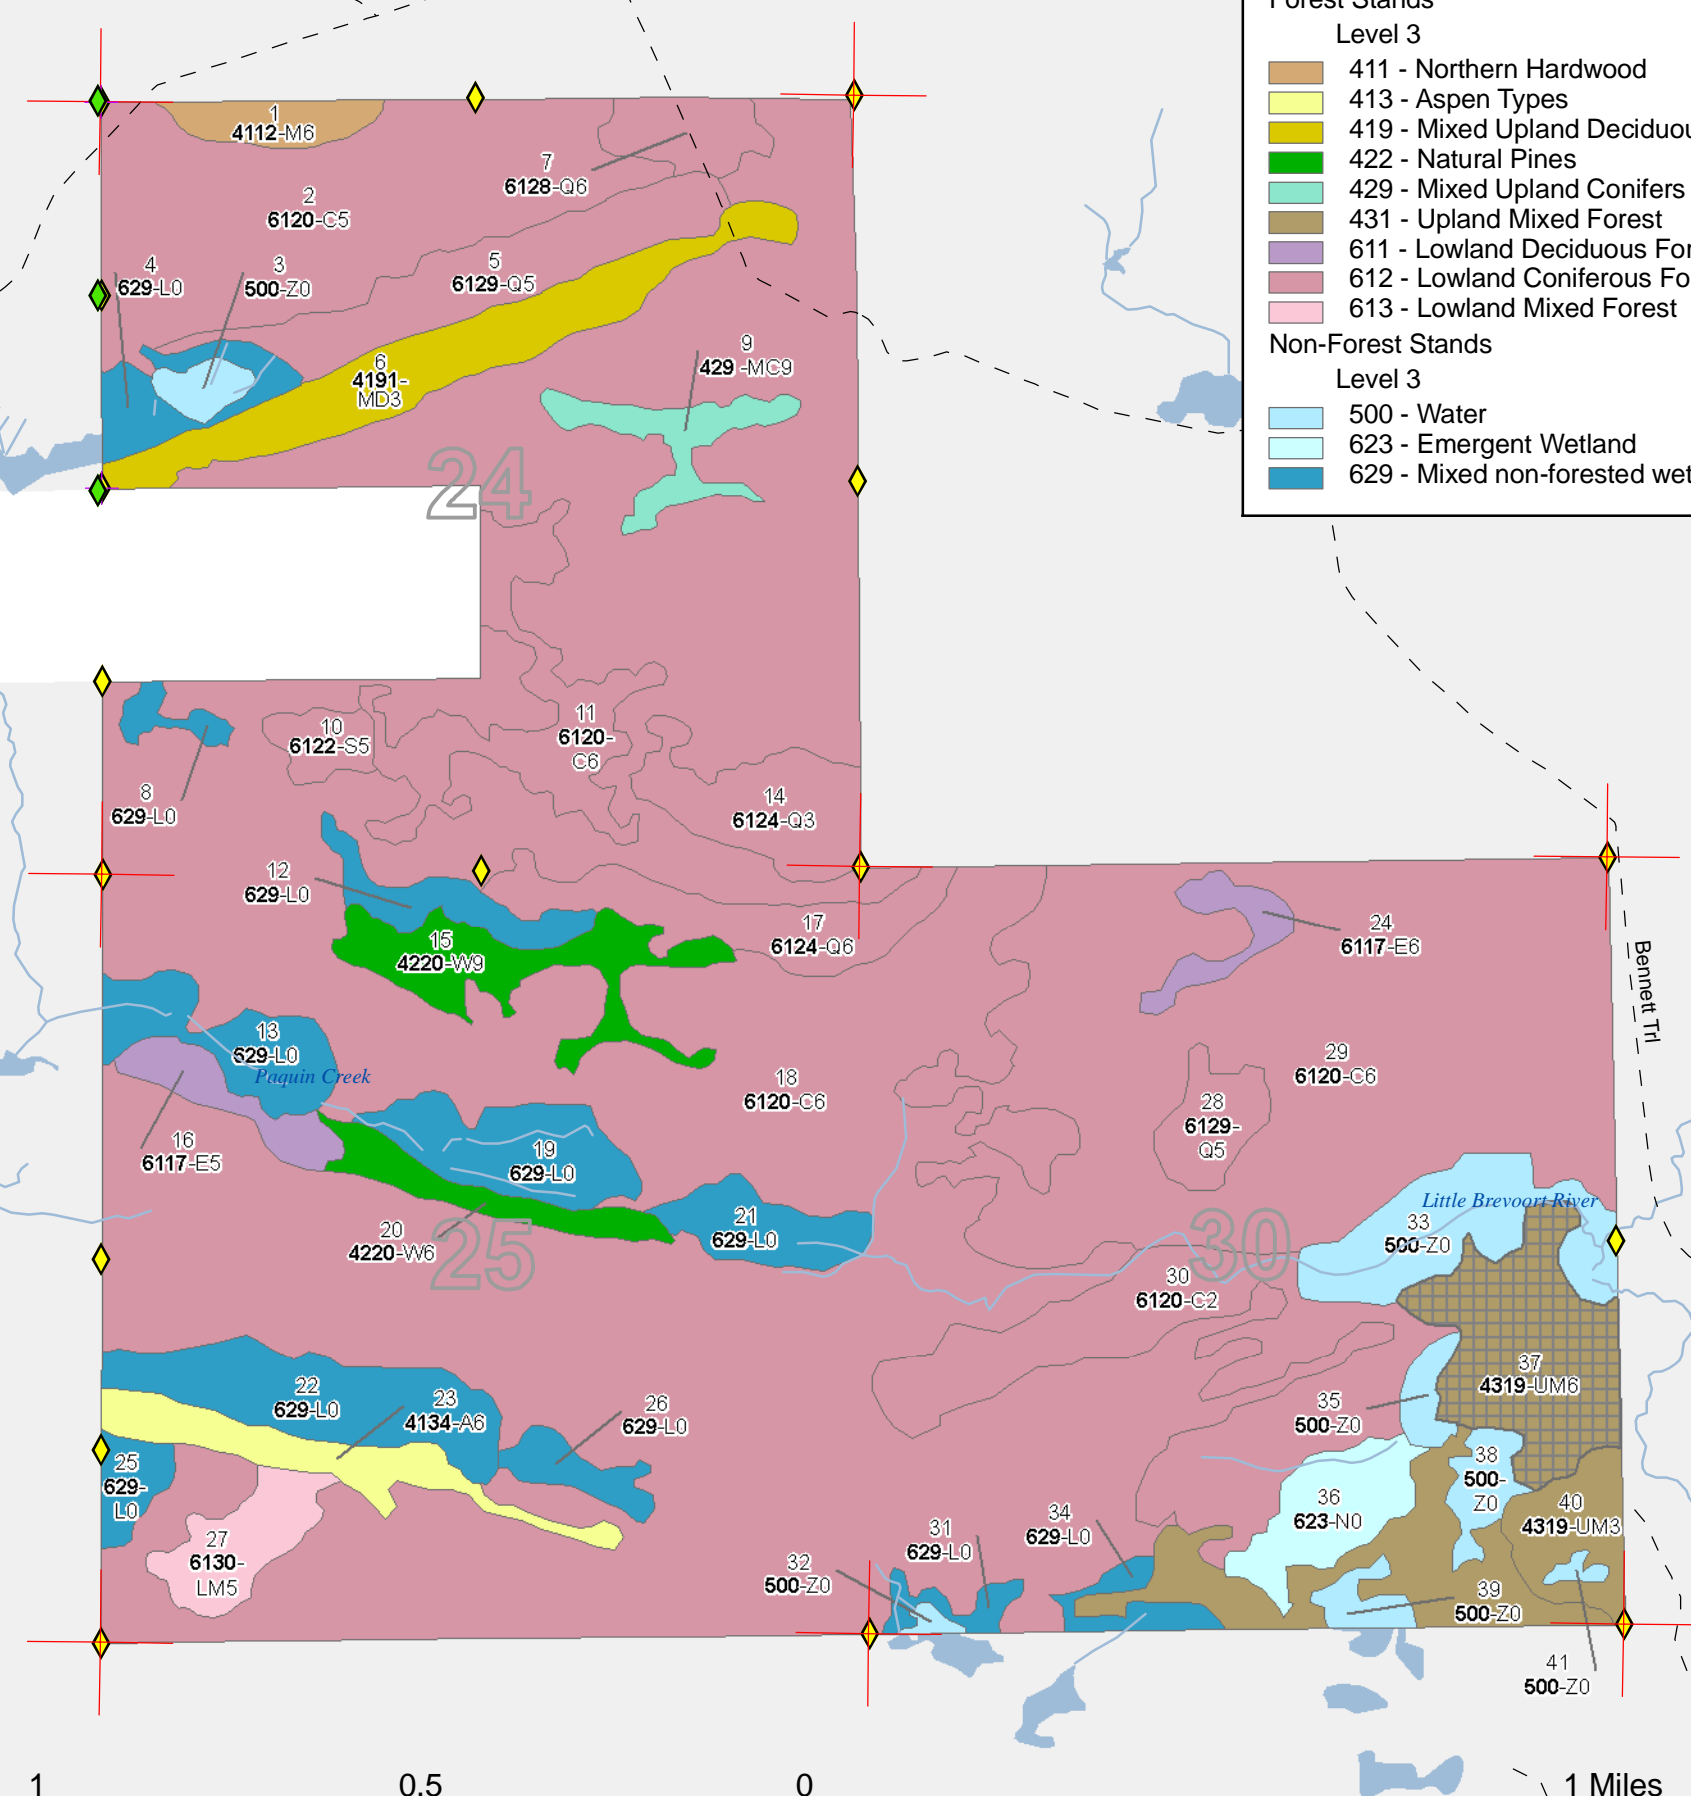 Forest Stands
Level 3
411 - Northern Hardwood
413 - Aspen Types
419 - Mixed Upland Deciduou
422 - Natural Pines
429 - Mixed Upland Conifers
431 - Upland Mixed Forest
611 - Lowland Deciduous For
612 - Lowland Coniferous Fo
613 - Lowland Mixed Forest
Non-Forest Stands
Level 3
500 - Water
623 - Emergent Wetland
629 - Mixed non-forested wet
1
4112-M6
7
6128-Q6
2
6120-C5
4
629-L0
3
500-Z0
5
6129-Q5
6
4191-
MD3
9
429 -MC9
24
10
6122-S5
11
6120-
C6
8
629-L0
14
6124-Q3
12
629-L0
15
4220-W9
17
6124-Q6
24
6117-E6
Bennett Trl
13
629-L0
Paquin Creek
18
6120-C6
29
6120-C6
28
6129-
Q5
16
6117-E5
19
629-L0
20
4220-W6
25
21
629-L0
30
Little Brevoort River
33
500-Z0
30
6120-C2
37
4319-UM6
22
629-L0
23
4134-A6
26
629-L0
35
500-Z0
25
629-
L0
38
500-
Z0
36
623-N0
40
4319-UM3
27
6130-
LM5
34
629-L0
31
629-L0
32
500-Z0
39
500-Z0
41
500-Z0
1 0.5 0 1 Miles